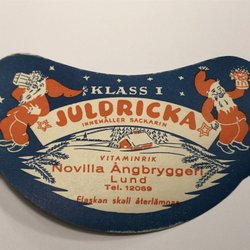 KLASS I
JULDRICKA
INNEHÅLLER SACKARIN
VITAMINRIK
Novilla Ångbryggeri
Lund
Tel. 12069
Flaskan skall återlämnas